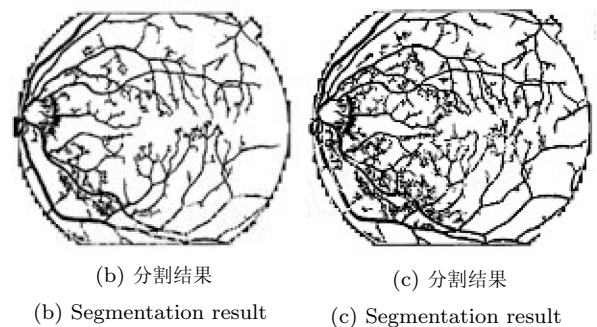 (b) 分割结果
(c) 分割结果
(b) Segmentation result
(c) Segmentation result